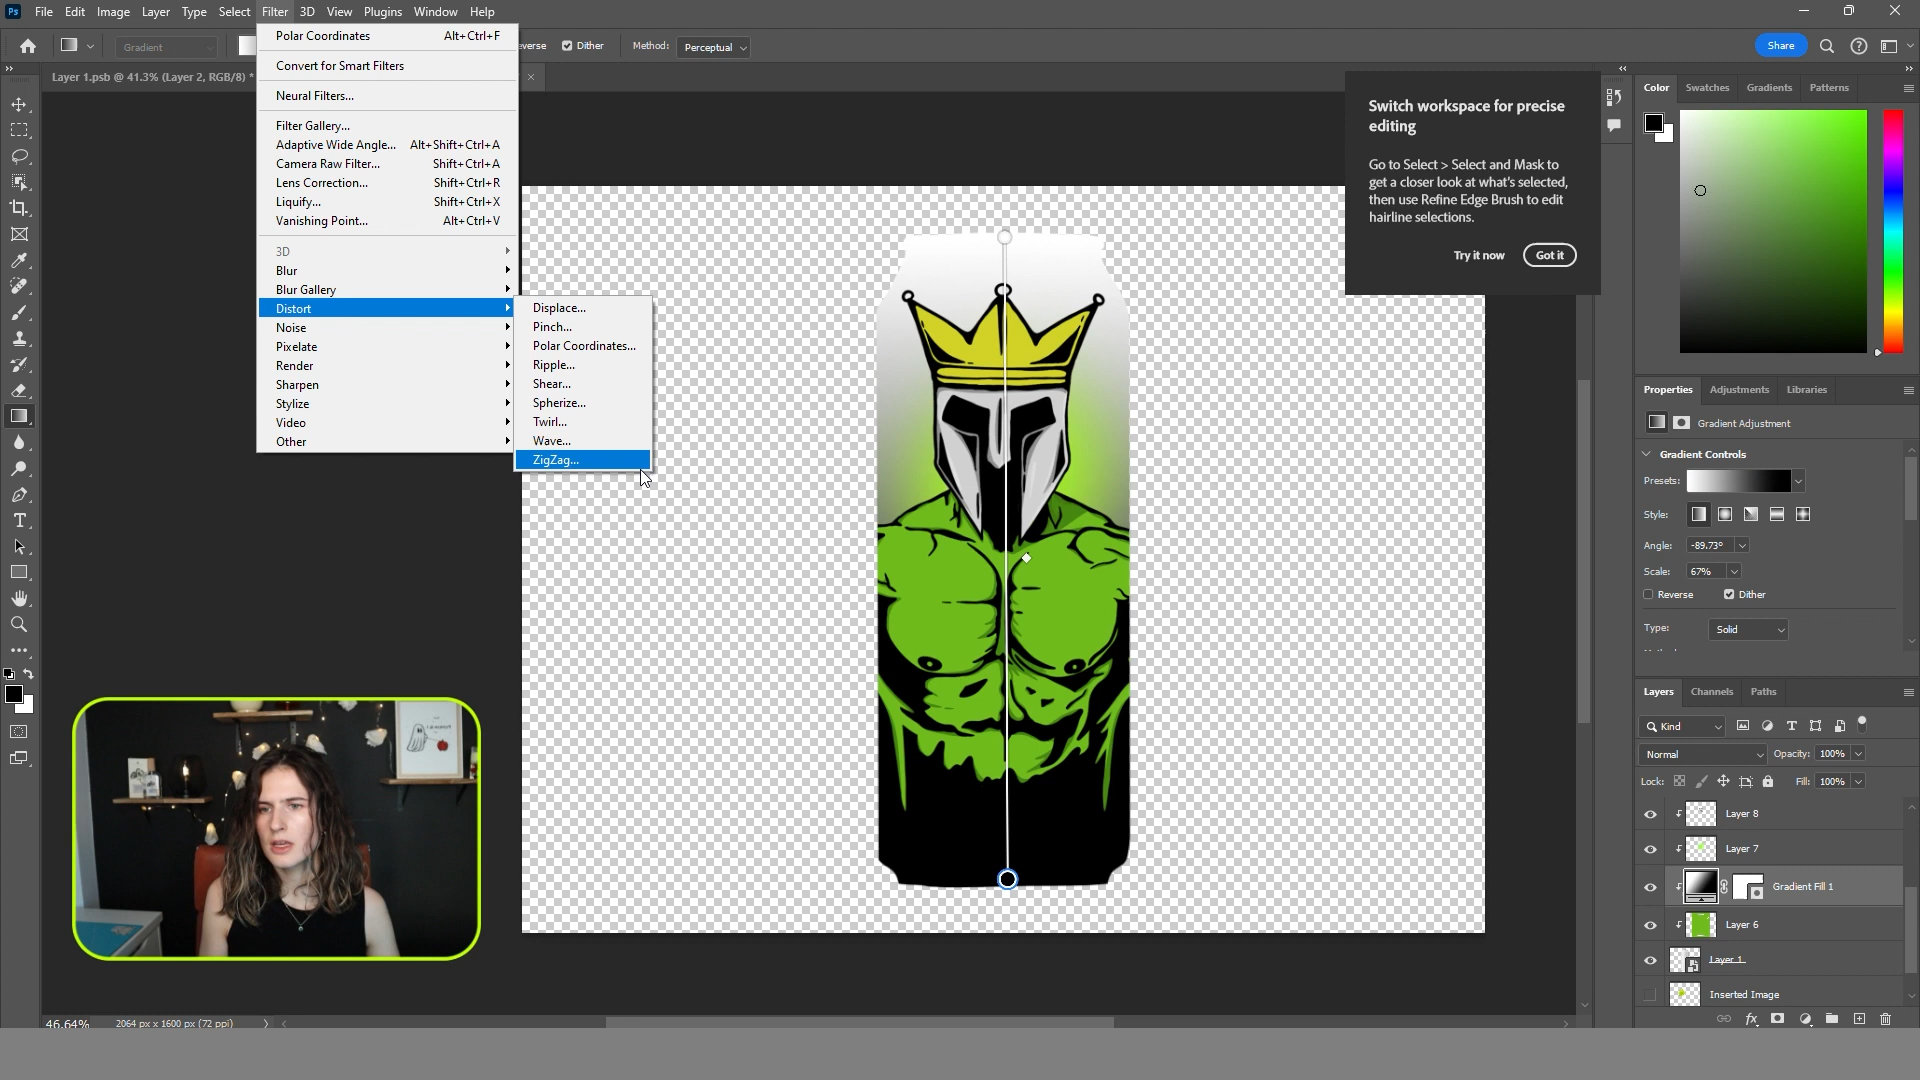 Ps File Edit Image Layer Type Select Filter 3D View Plugins Window Help
Gradient
Dither
Method: Perceptual
Share
Layer 1.psb @ 41.3% (Layer 2, RGB/8) *
Polar Coordinates Alt+Ctrl+F
Convert for Smart Filters
Neural Filters...
Filter Gallery...
Adaptive Wide Angle... Alt+Shift+Ctrl+A
Camera Raw Filter... Shift+Ctrl+A
Lens Correction... Shift+Ctrl+R
Liquify... Shift+Ctrl+X
Vanishing Point... Alt+Ctrl+V
3D
Blur
Blur Gallery
Distort
Noise
Pixelate
Render
Sharpen
Stylize
Video
Other
Displace...
Pinch...
Polar Coordinates...
Ripple...
Shear...
Spherize...
Twirl...
Wave...
ZigZag...
Switch workspace for precise
editing
Go to Select > Select and Mask to
get a closer look at what's selected,
then use Refine Edge Brush to edit
hairline selections.
Try it now Got it
Color Swatches Gradients Patterns
Properties Adjustments Libraries
Gradient Adjustment
Gradient Controls
Presets:
Style:
Angle: -89.73°
Scale: 67%
Reverse Dither
Type: Solid
Layers Channels Paths
Kind
Normal Opacity: 100%
Lock: Fill: 100%
Layer 8
Layer 7
Gradient Fill 1
Layer 6
Layer 1
Inserted Image
fx
46.64% 2064 px x 1600 px (72 ppi)